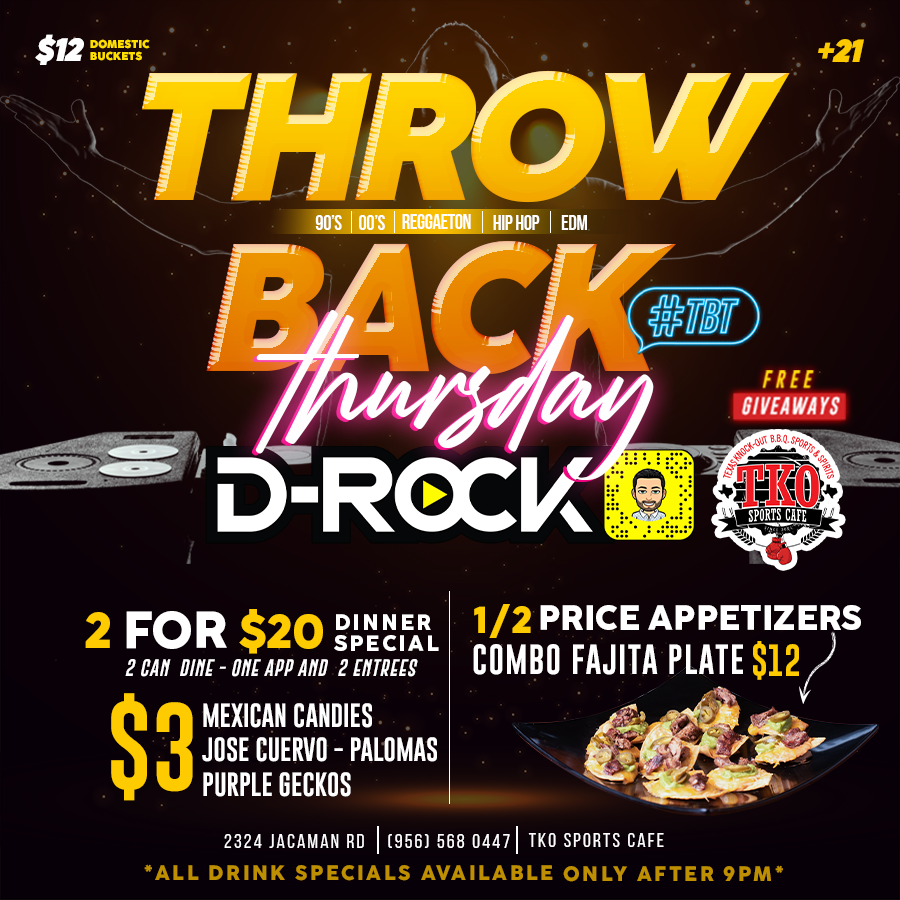 $12 DOMESTIC
BUCKETS
+21
THROW
90'S | 00'S | REGGAETON | HIP HOP | EDM
BACK
#TBT
thursday
FREE
GIVEAWAYS
D-ROCK
TEXAS KNOCK-OUT B.B.Q. SPORTS & SPIRITS
TKO
SPORTS CAFE
2 FOR $20 DINNER
SPECIAL
2 CAN DINE - ONE APP AND 2 ENTREES
$3 MEXICAN CANDIES
JOSE CUERVO - PALOMAS
PURPLE GECKOS
1/2 PRICE APPETIZERS
COMBO FAJITA PLATE $12
2324 JACAMAN RD | (956) 568 0447 | TKO SPORTS CAFE
*ALL DRINK SPECIALS AVAILABLE ONLY AFTER 9PM*